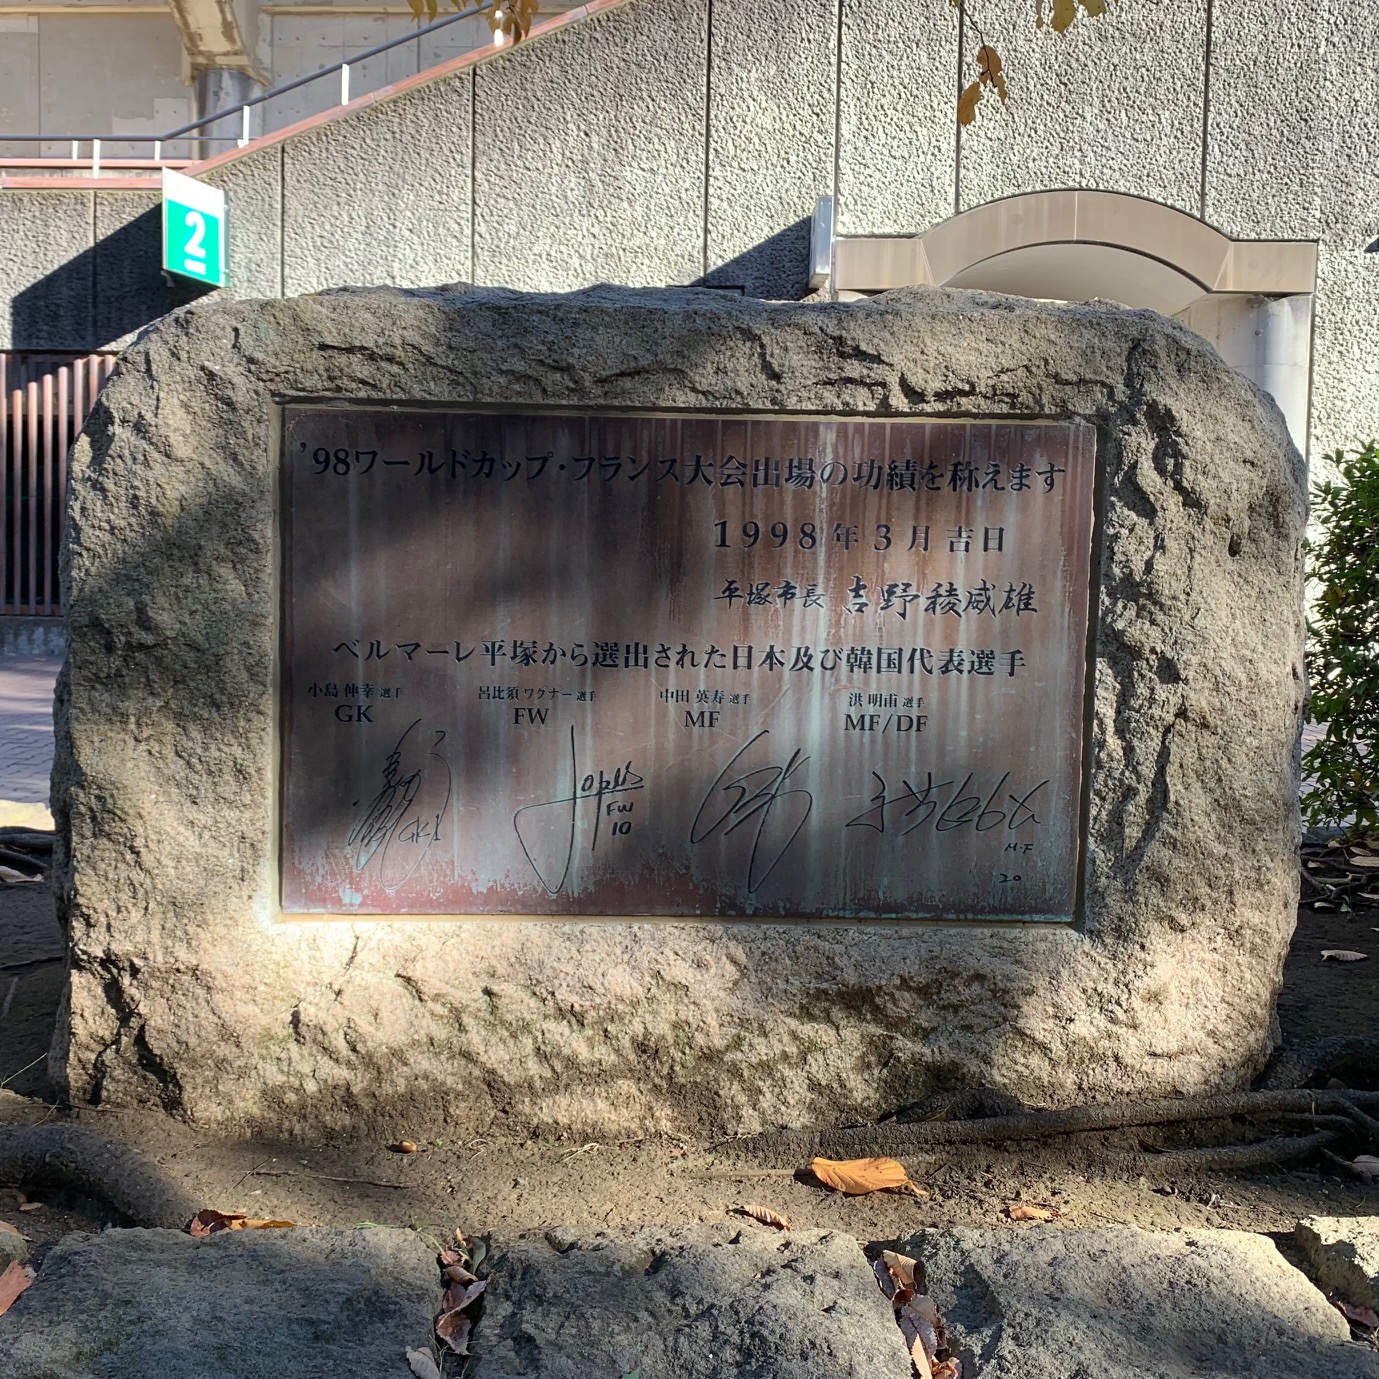 2
'98ワールドカップ・フランス大会出場の功績を称えます
1998年3月吉日
平塚市長 吉野稜威雄
ベルマーレ平塚から選出された日本及び韓国代表選手
小島 伸幸 選手 呂比須 ワグナー 選手 中田 英寿 選手 洪 明甫 選手
GK FW MF MF/DF
GK1
Lopes
FW
10
M·F
20